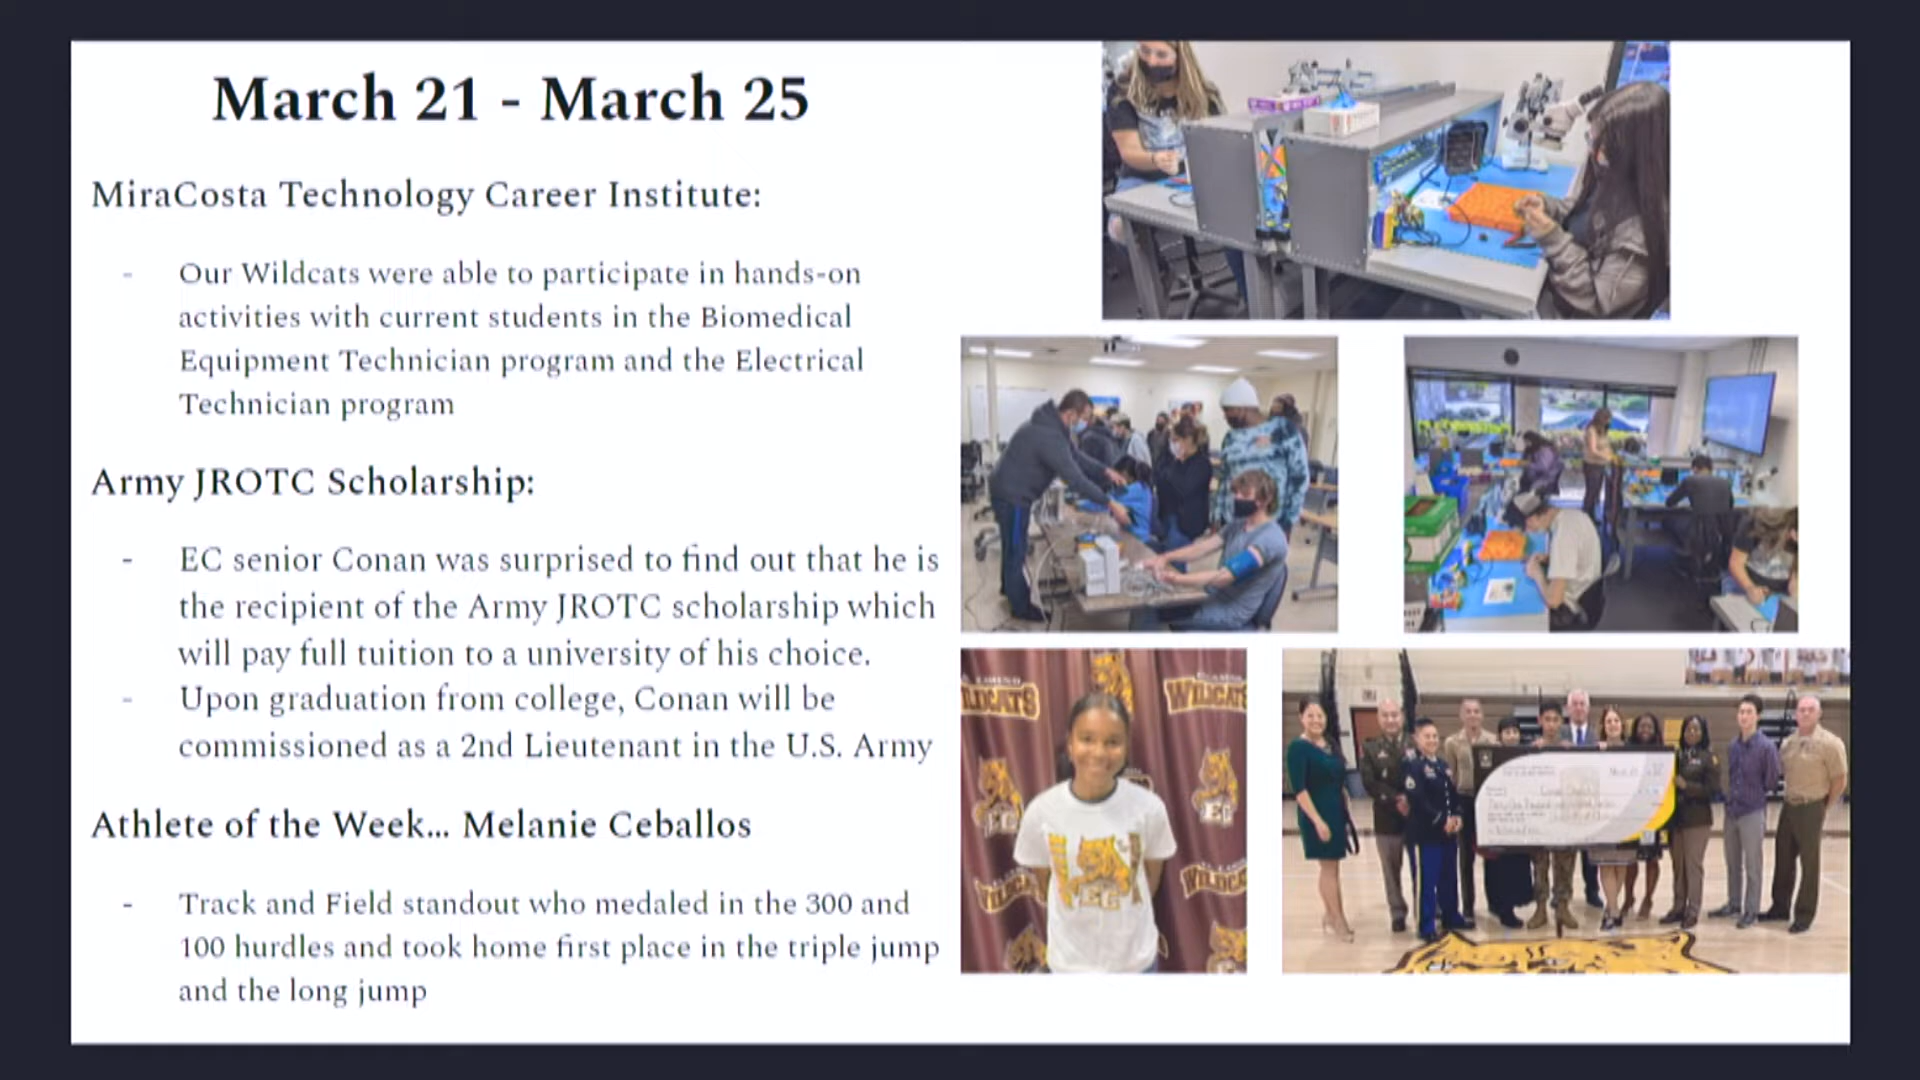 March 21 - March 25
MiraCosta Technology Career Institute:
- Our Wildcats were able to participate in hands-on
activities with current students in the Biomedical
Equipment Technician program and the Electrical
Technician program
Army JROTC Scholarship:
- EC senior Conan was surprised to find out that he is
the recipient of the Army JROTC scholarship which
will pay full tuition to a university of his choice.
- Upon graduation from college, Conan will be
commissioned as a 2nd Lieutenant in the U.S. Army
Athlete of the Week... Melanie Ceballos
- Track and Field standout who medaled in the 300 and
100 hurdles and took home first place in the triple jump
and the long jump
WILDCATS
EC